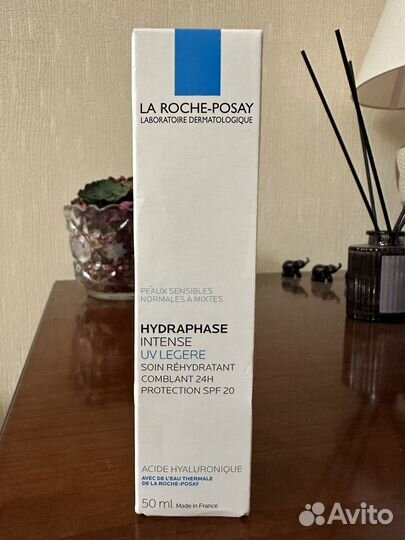 LA ROCHE-POSAY
LABORATOIRE DERMATOLOGIQUE
PEAUX SENSIBLES
NORMALES À MIXTES
HYDRAPHASE
INTENSE
UV LEGERE
SOIN RÉHYDRATANT
COMBLANT 24H
PROTECTION SPF 20
ACIDE HYALURONIQUE
AVEC DE L'EAU THERMALE
DE LA ROCHE-POSAY
50 ml Made in France
Avito